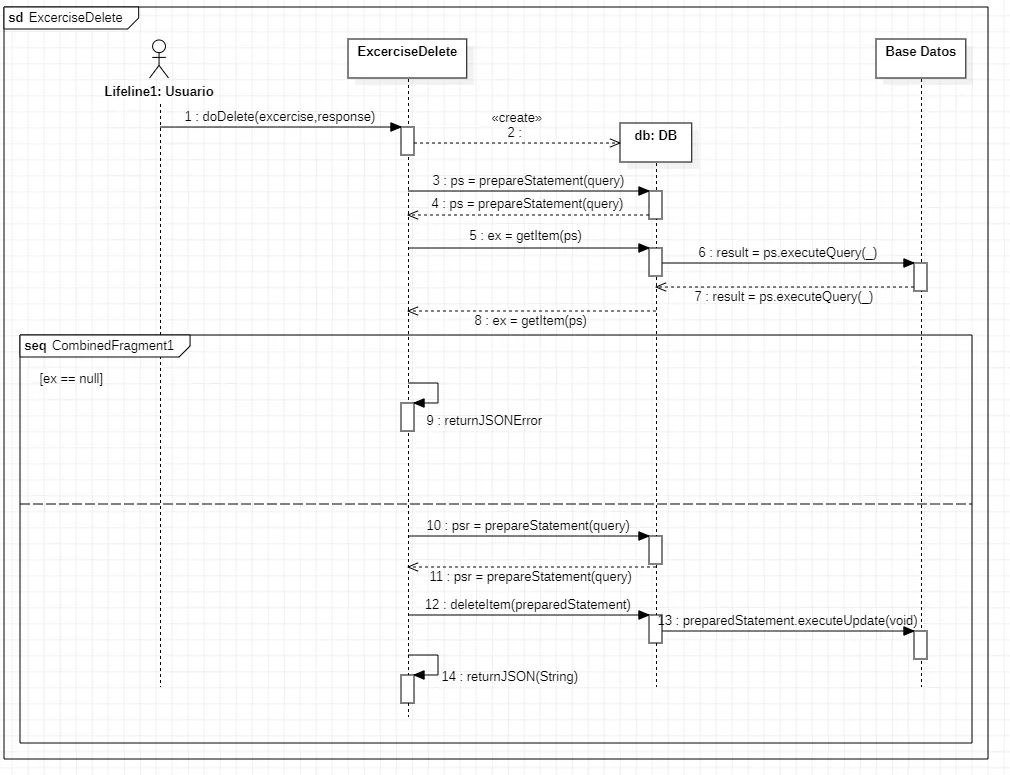 sd ExcerciseDelete
ExcerciseDelete
Base Datos
Lifeline1: Usuario
1 : doDelete(excercise,response)
«create»
2 :
db: DB
3 : ps = prepareStatement(query)
4 : ps = prepareStatement(query)
5 : ex = getItem(ps)
6 : result = ps.executeQuery(_)
7 : result = ps.executeQuery(_)
8 : ex = getItem(ps)
seq CombinedFragment1
[ex == null]
9 : returnJSONError
10 : psr = prepareStatement(query)
11 : psr = prepareStatement(query)
12 : deleteItem(preparedStatement)
13 : preparedStatement.executeUpdate(void)
14 : returnJSON(String)